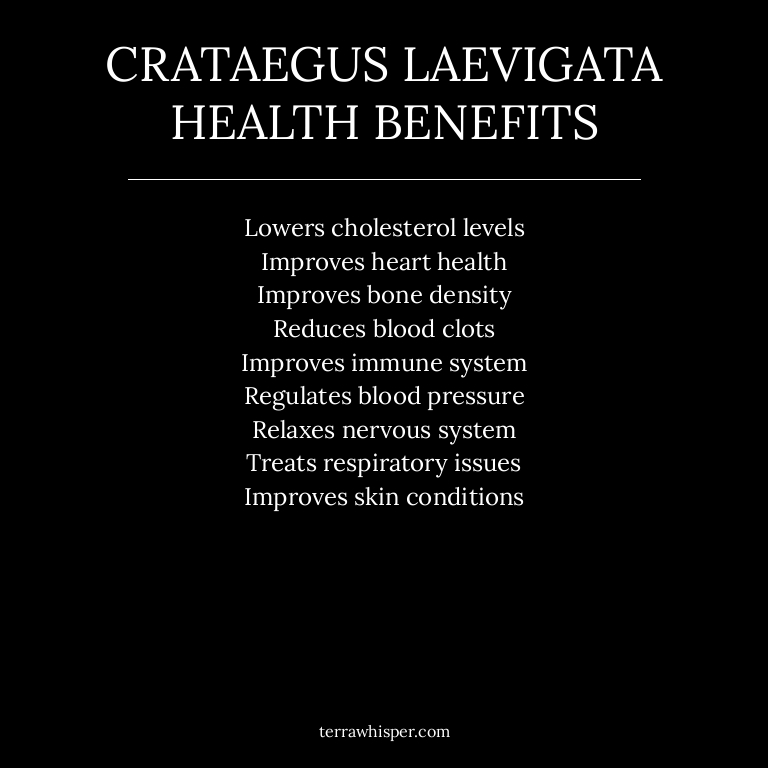 CRATAEGUS LAEVIGATA
HEALTH BENEFITS
Lowers cholesterol levels
Improves heart health
Improves bone density
Reduces blood clots
Improves immune system
Regulates blood pressure
Relaxes nervous system
Treats respiratory issues
Improves skin conditions
terrawhisper.com